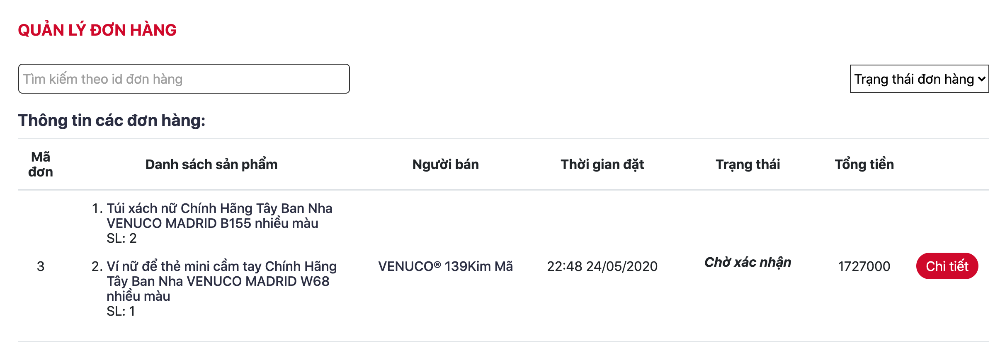 QUẢN LÝ ĐƠN HÀNG
Tìm kiếm theo id đơn hàng
Trạng thái đơn hàng
Thông tin các đơn hàng:
Mã
đơn
Danh sách sản phẩm
Người bán
Thời gian đặt
Trạng thái
Tổng tiền
3
1. Túi xách nữ Chính Hãng Tây Ban Nha
VENUCO MADRID B155 nhiều màu
SL: 2
2. Ví nữ để thẻ mini cầm tay Chính Hãng
Tây Ban Nha VENUCO MADRID W68
nhiều màu
SL: 1
VENUCO® 139Kim Mã
22:48 24/05/2020
Chờ xác nhận
1727000
Chi tiết